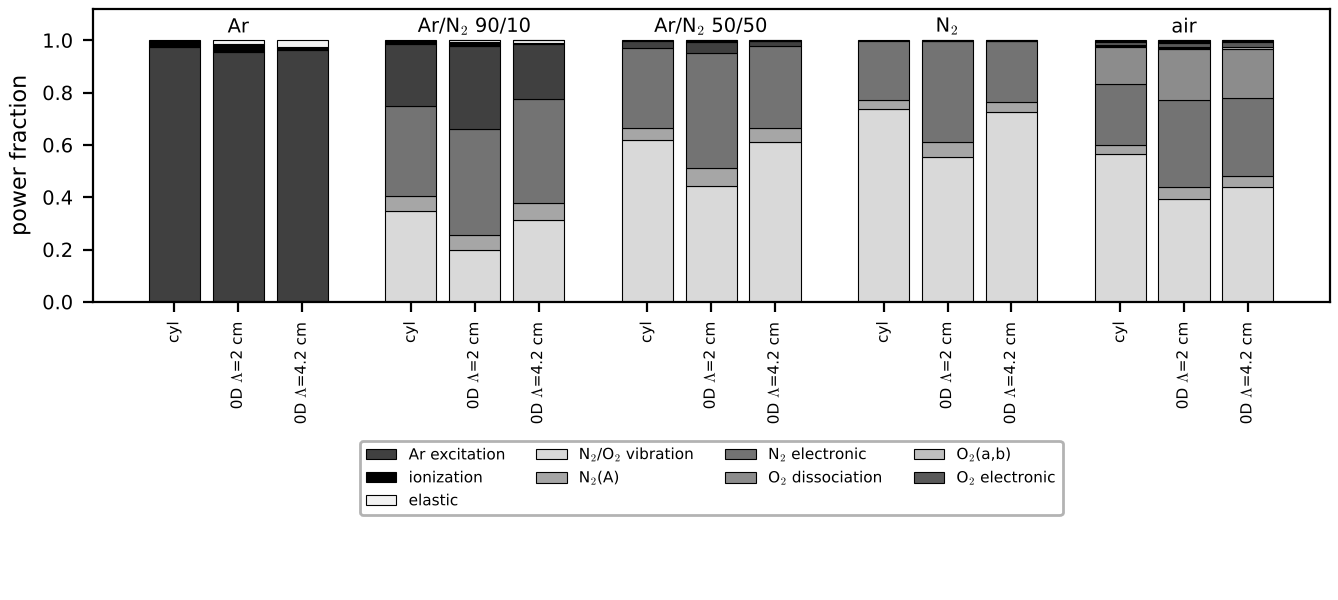 Ar Ar/N₂ 90/10 Ar/N₂ 50/50 N₂ air
1.0
0.8
0.6
0.4
0.2
0.0
power fraction
cyl
0D Λ=2 cm
0D Λ=4.2 cm
cyl
0D Λ=2 cm
0D Λ=4.2 cm
cyl
0D Λ=2 cm
0D Λ=4.2 cm
cyl
0D Λ=2 cm
0D Λ=4.2 cm
cyl
0D Λ=2 cm
0D Λ=4.2 cm
Ar excitation N₂/O₂ vibration N₂ electronic O₂(a,b)
ionization N₂(A) O₂ dissociation O₂ electronic
elastic